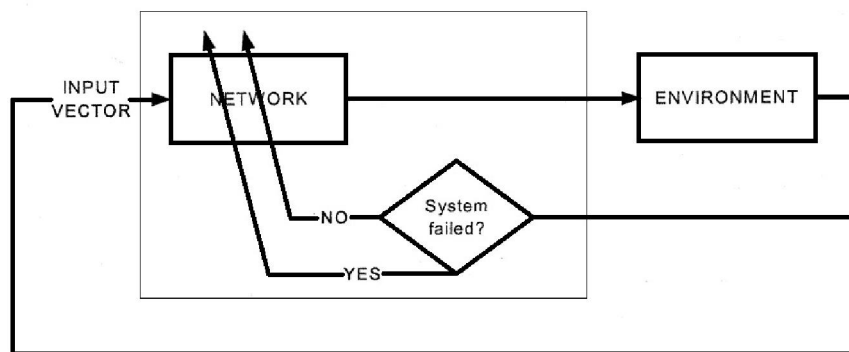 INPUT
VECTOR
NETWORK
ENVIRONMENT
System
failed?
NO
YES